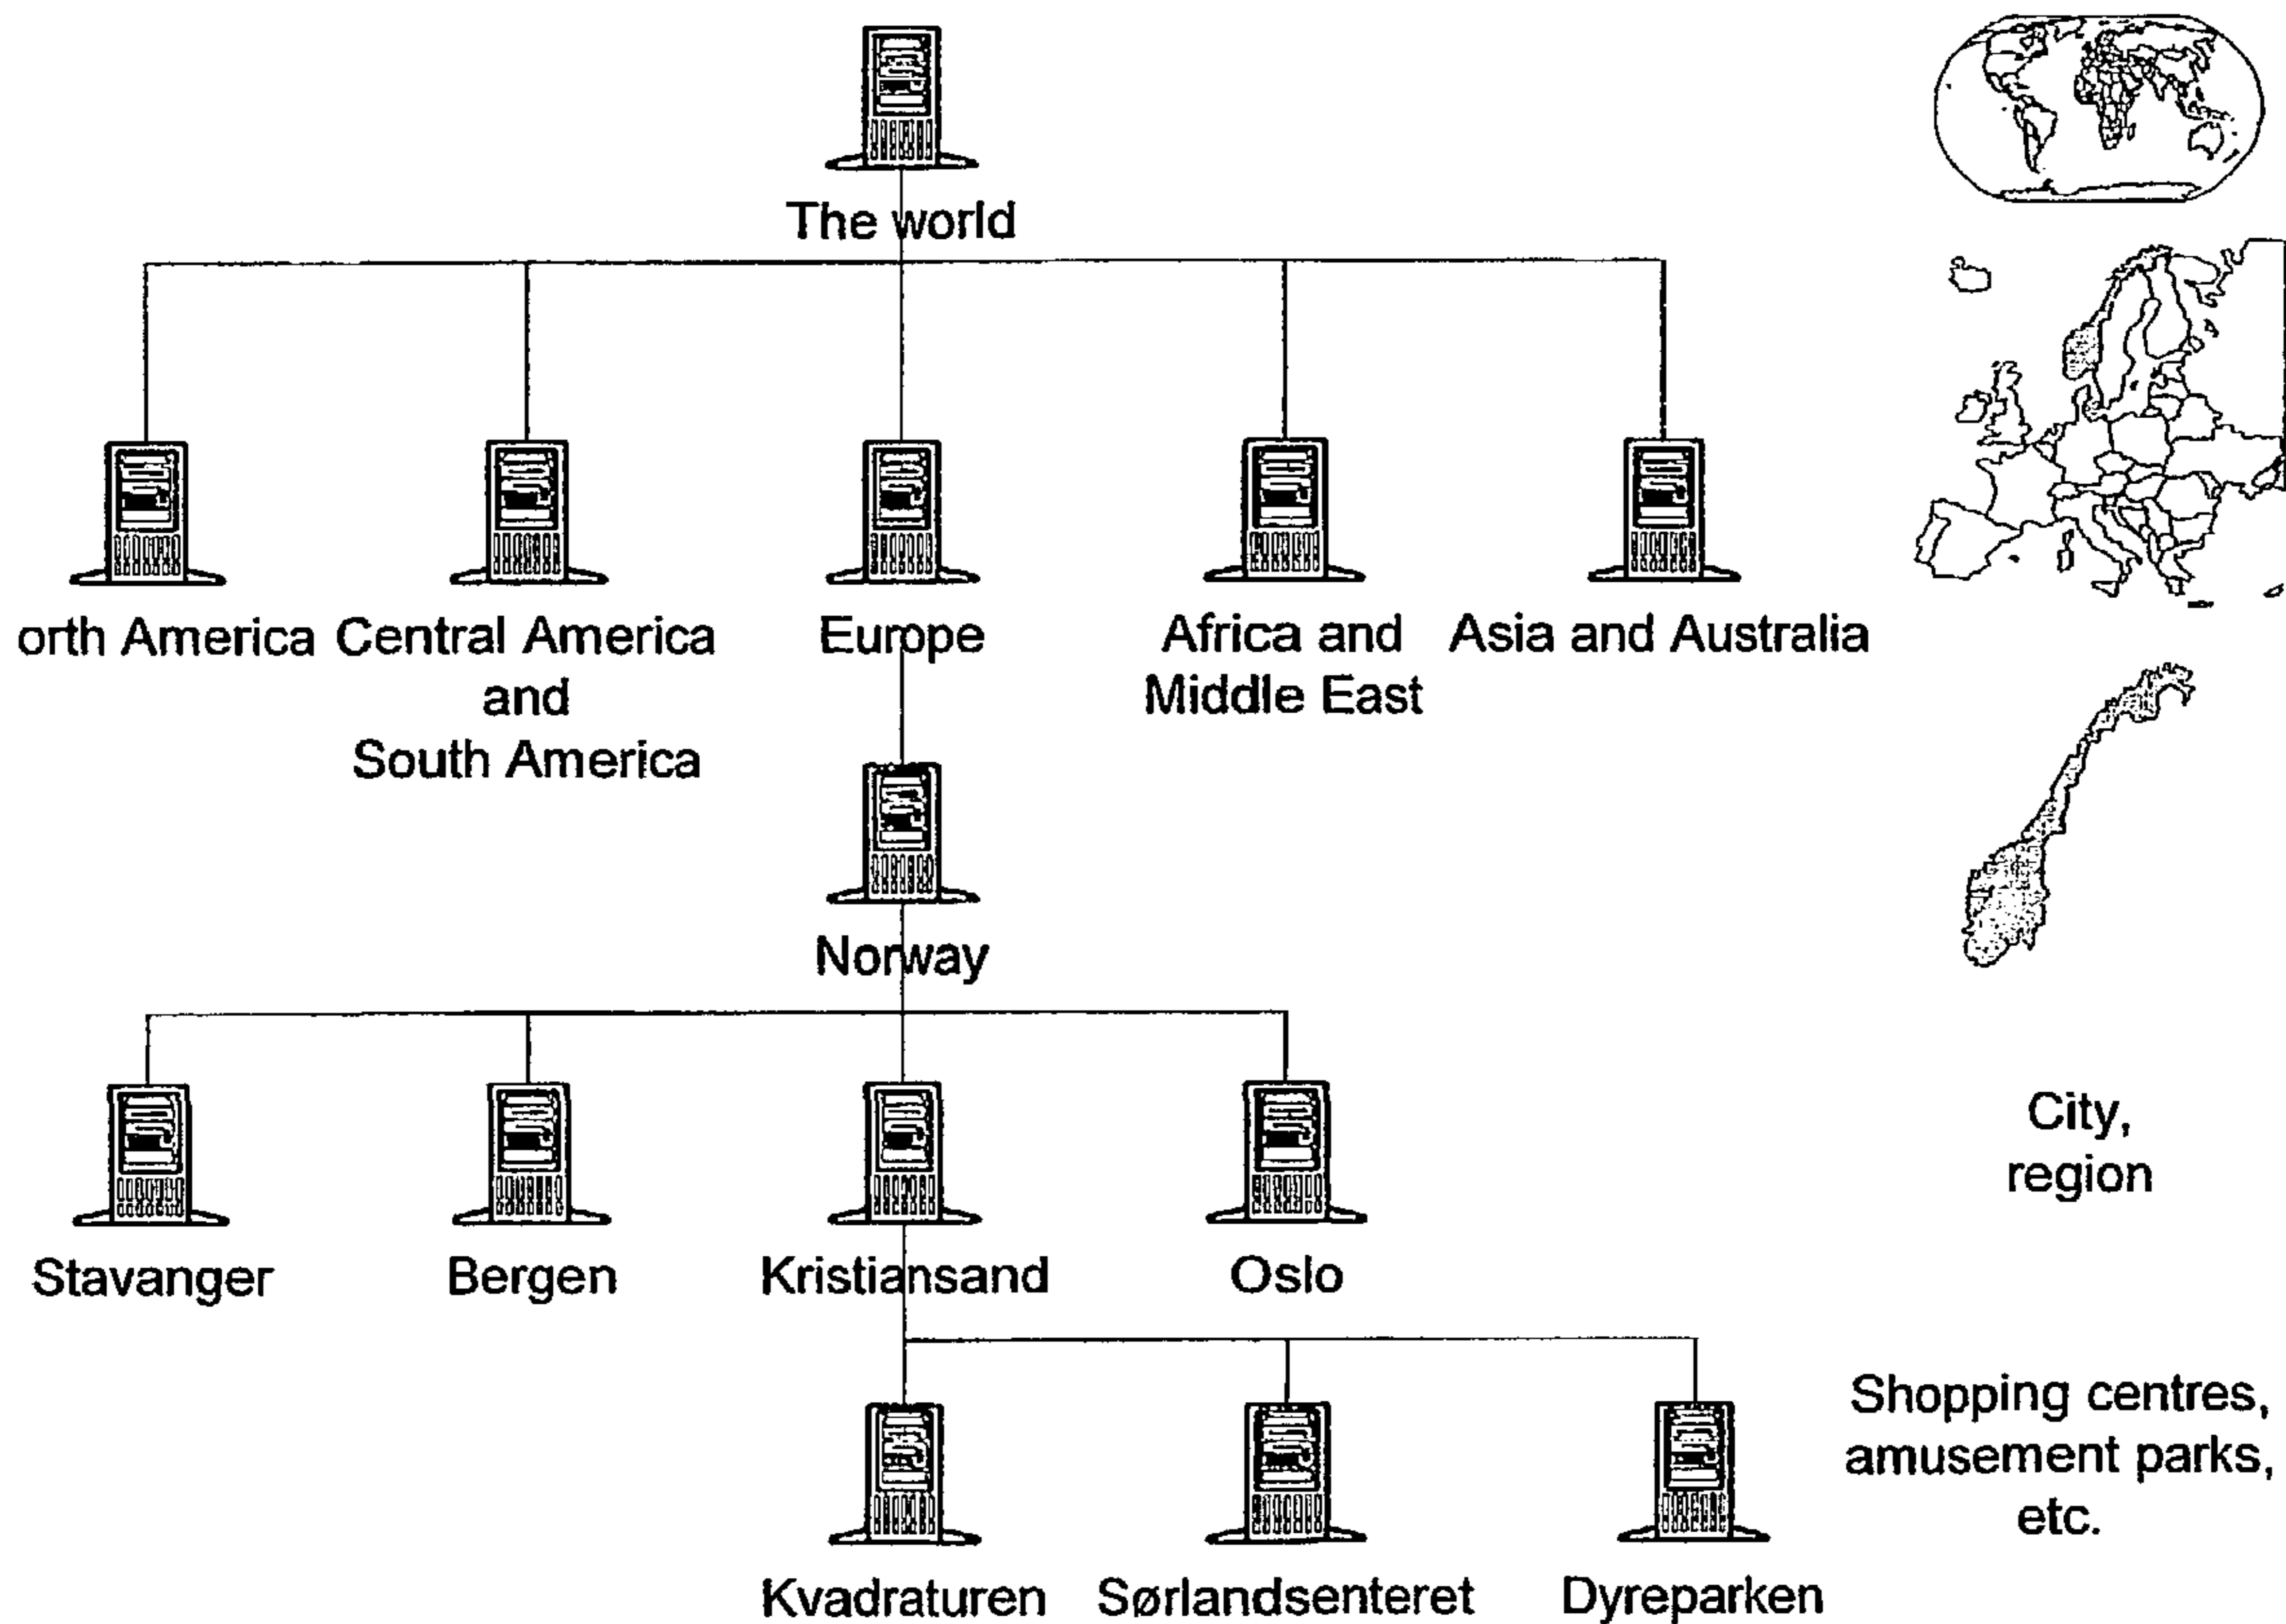 The world
orth America
Central America
and
South America
Europe
Africa and
Middle East
Asia and Australia
Norway
City,
region
Stavanger
Bergen
Kristiansand
Oslo
Shopping centres,
amusement parks,
etc.
Kvadraturen
Sørlandsenteret
Dyreparken